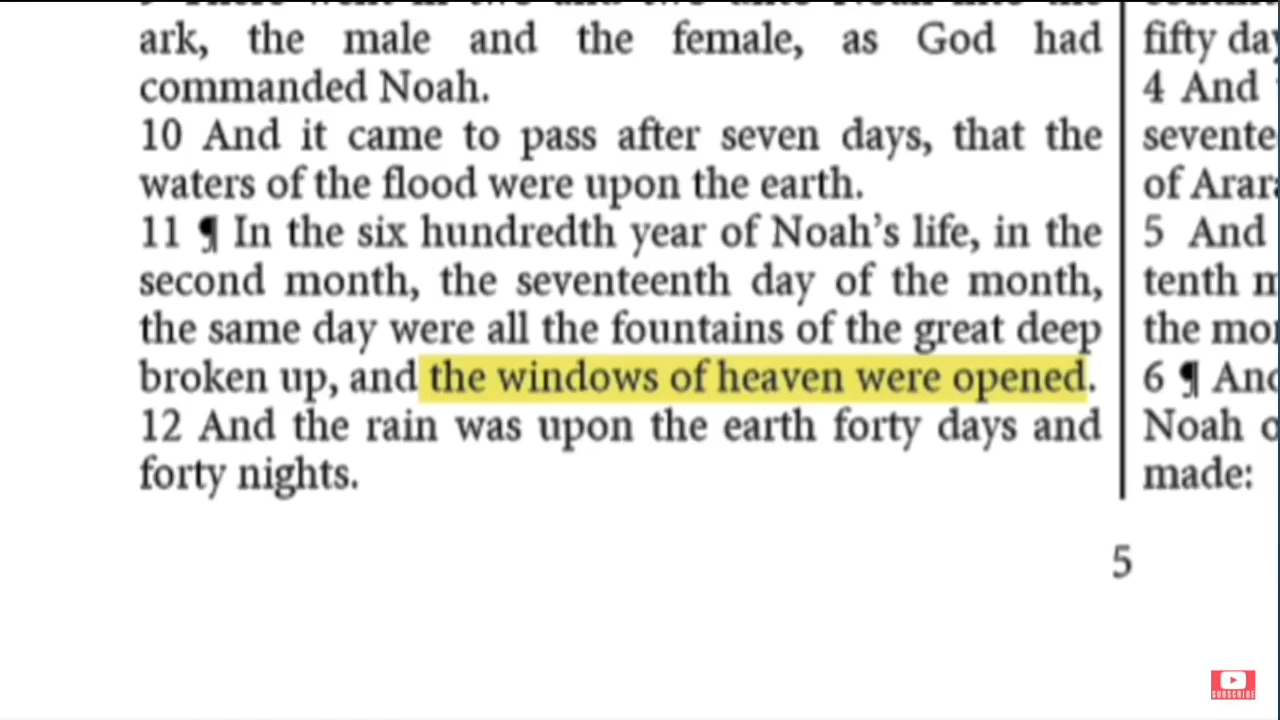 ark, the male and the female, as God had
commanded Noah.
10 And it came to pass after seven days, that the
waters of the flood were upon the earth.
11 ¶ In the six hundredth year of Noah’s life, in the
second month, the seventeenth day of the month,
the same day were all the fountains of the great deep
broken up, and the windows of heaven were opened.
12 And the rain was upon the earth forty days and
forty nights.
fifty
4 And
of
5 And
tenth
the
6 ¶
Noah
made:
5
SUBSCRIBE